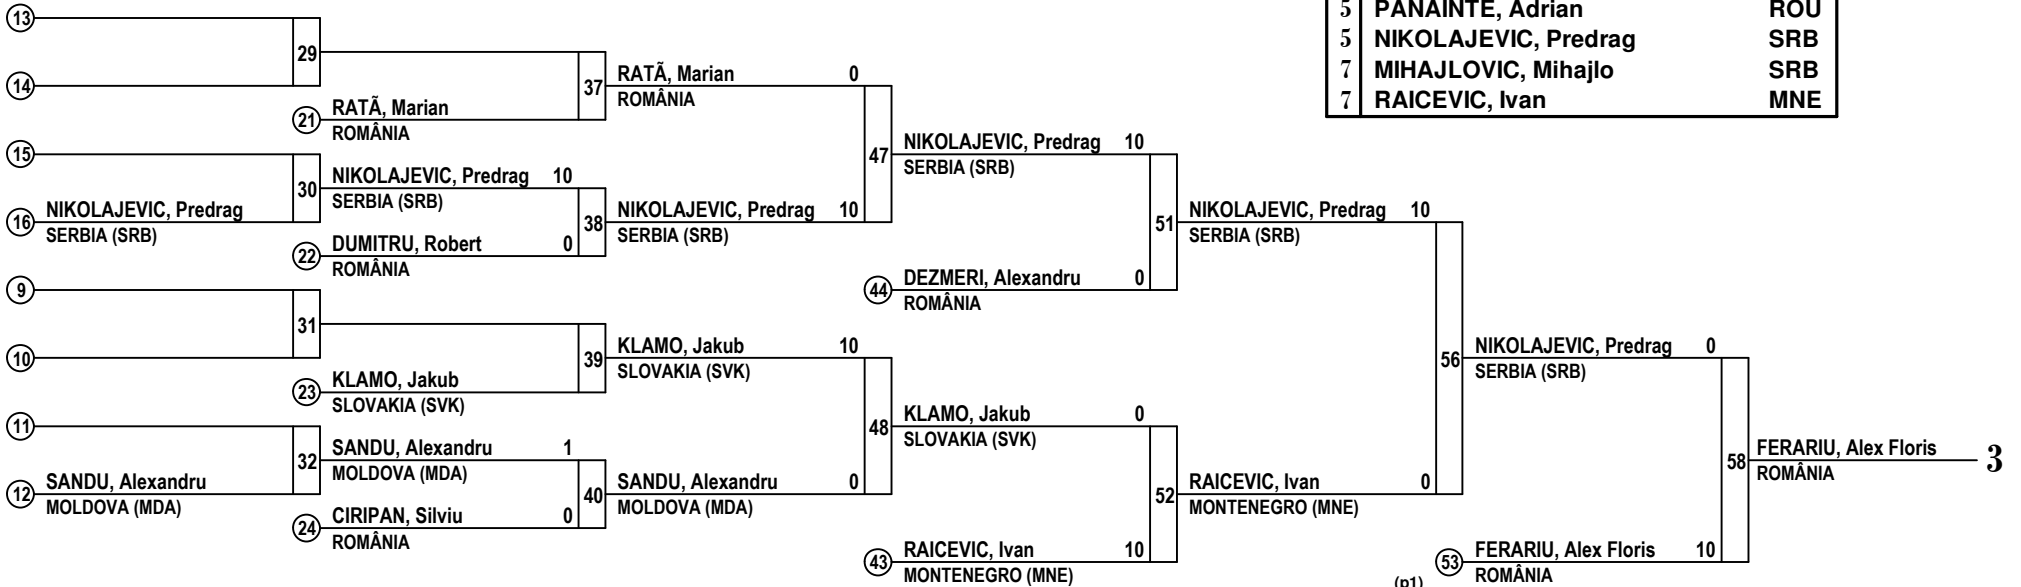 5 PANAINTE, Adrian ROU
5 NIKOLAJEVIC, Predrag SRB
7 MIHAJLOVIC, Mihajlo SRB
7 RAICEVIC, Ivan MNE
13
29
14
21 RATÃ, Marian
ROMÂNIA
37 RATÃ, Marian 0
ROMÂNIA
15
30 NIKOLAJEVIC, Predrag 10
SERBIA (SRB)
16 NIKOLAJEVIC, Predrag
SERBIA (SRB)
22 DUMITRU, Robert 0
ROMÂNIA
38 NIKOLAJEVIC, Predrag 10
SERBIA (SRB)
47 NIKOLAJEVIC, Predrag 10
SERBIA (SRB)
44 DEZMERI, Alexandru 0
ROMÂNIA
51 NIKOLAJEVIC, Predrag 10
SERBIA (SRB)
9
31
10
23 KLAMO, Jakub
SLOVAKIA (SVK)
39 KLAMO, Jakub 10
SLOVAKIA (SVK)
11
32 SANDU, Alexandru 1
MOLDOVA (MDA)
12 SANDU, Alexandru
MOLDOVA (MDA)
24 CIRIPAN, Silviu 0
ROMÂNIA
40 SANDU, Alexandru 0
MOLDOVA (MDA)
48 KLAMO, Jakub 0
SLOVAKIA (SVK)
43 RAICEVIC, Ivan 10
MONTENEGRO (MNE)
52 RAICEVIC, Ivan 0
MONTENEGRO (MNE)
56 NIKOLAJEVIC, Predrag 0
SERBIA (SRB)
(p1)
53 FERARIU, Alex Floris 10
ROMÂNIA
58 FERARIU, Alex Floris 3
ROMÂNIA